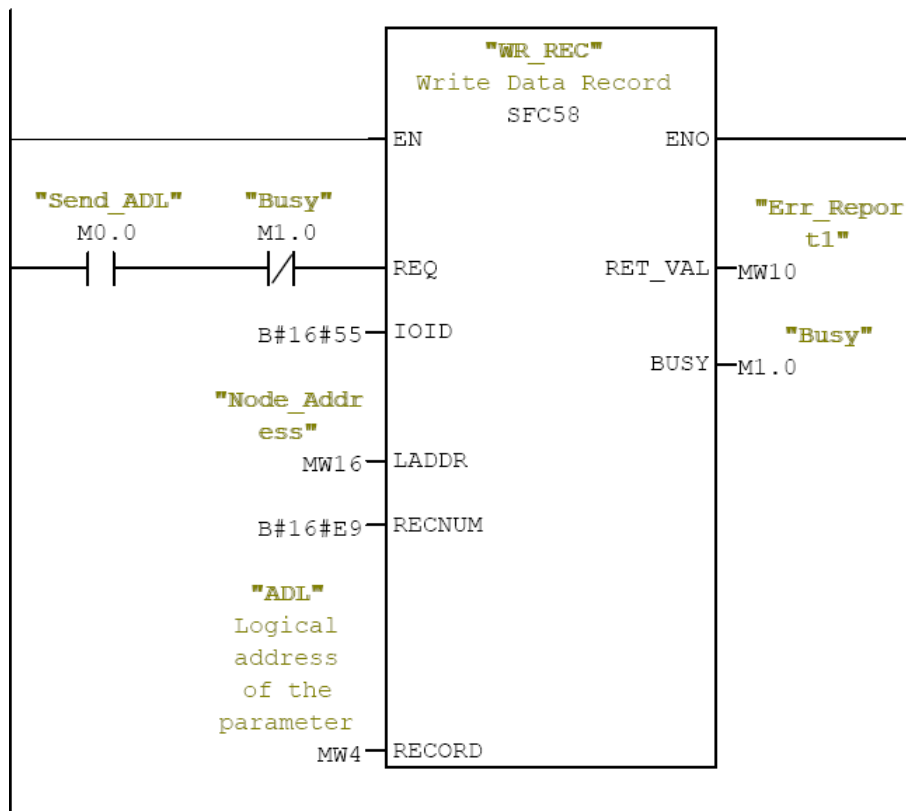 "WR_REC"
Write Data Record
SFC58
EN
ENO
"Send_ADL"
M0.0
"Busy"
M1.0
REQ
"Err_Repor
t1"
RET_VAL
MW10
B#16#55
IOID
"Busy"
BUSY
M1.0
"Node_Addr
ess"
MW16
LADDR
B#16#E9
RECNUM
"ADL"
Logical
address
of the
parameter
MW4
RECORD